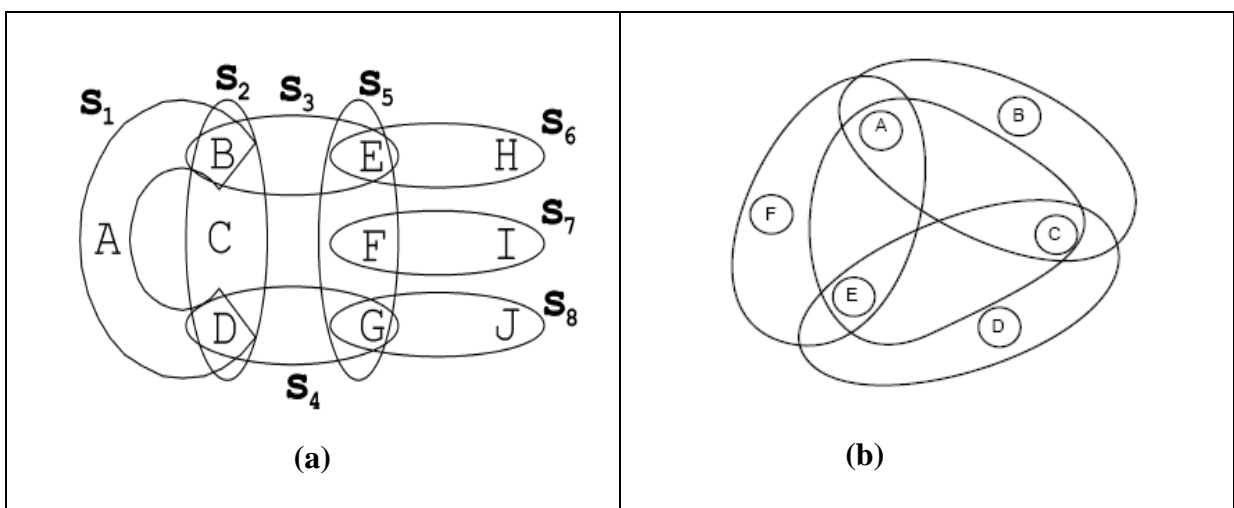 S1 S2 S3 S5
B E H S6
A C F I S7
D G J S8
S4
(a)
A B
F C
E D
(b)